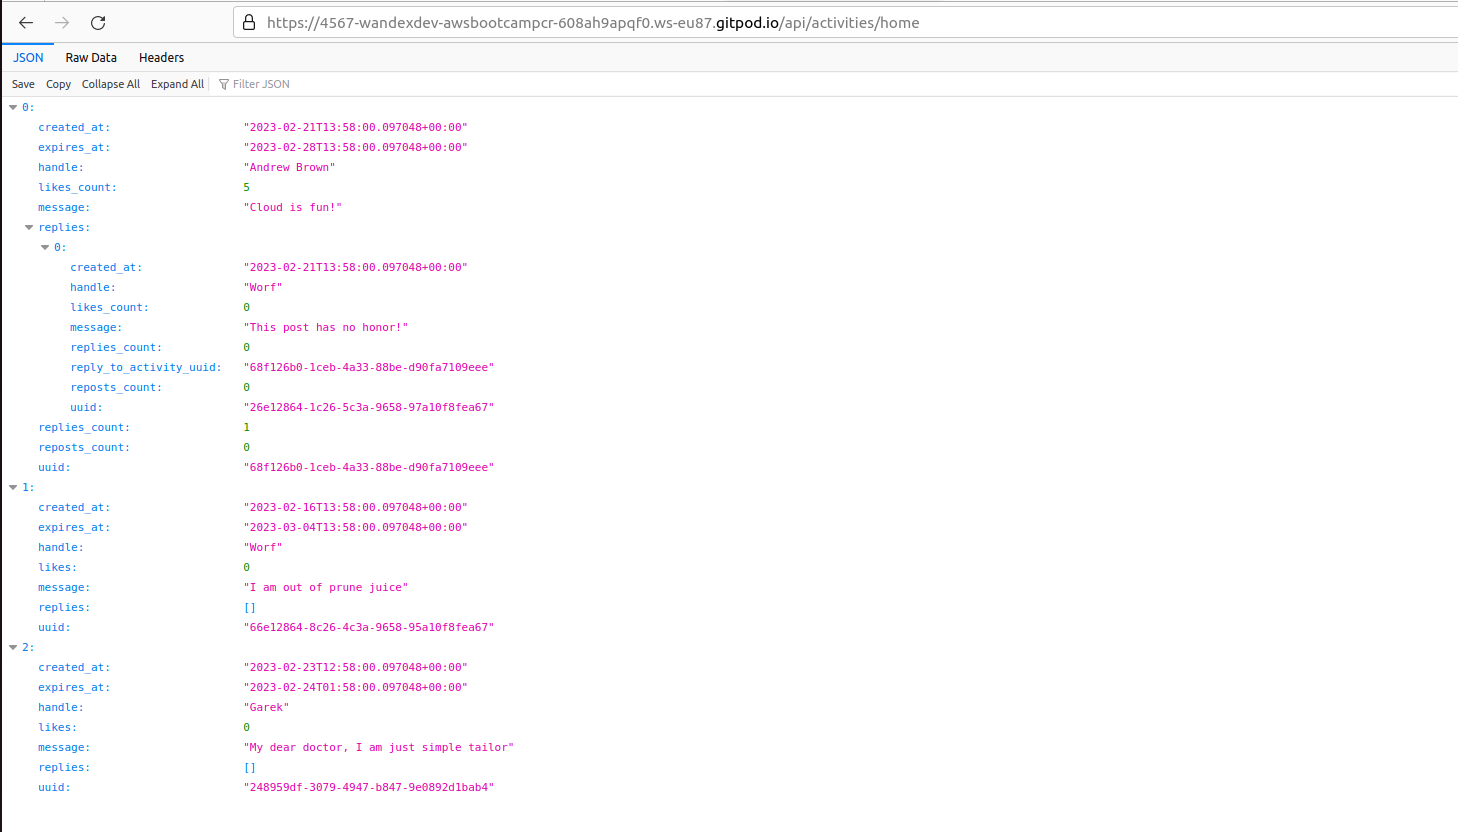 https://4567-wandexdev-awsbootcampcr-608ah9apqf0.ws-eu87.gitpod.io/api/activities/home
JSON Raw Data Headers
Save Copy Collapse All Expand All Filter JSON
0:
created_at: "2023-02-21T13:58:00.097048+00:00"
expires_at: "2023-02-28T13:58:00.097048+00:00"
handle: "Andrew Brown"
likes_count: 5
message: "Cloud is fun!"
replies:
0:
created_at: "2023-02-21T13:58:00.097048+00:00"
handle: "Worf"
likes_count: 0
message: "This post has no honor!"
replies_count: 0
reply_to_activity_uuid: "68f126b0-1ceb-4a33-88be-d90fa7109eee"
reposts_count: 0
uuid: "26e12864-1c26-5c3a-9658-97a10f8fea67"
replies_count: 1
reposts_count: 0
uuid: "68f126b0-1ceb-4a33-88be-d90fa7109eee"
1:
created_at: "2023-02-16T13:58:00.097048+00:00"
expires_at: "2023-03-04T13:58:00.097048+00:00"
handle: "Worf"
likes: 0
message: "I am out of prune juice"
replies: []
uuid: "66e12864-8c26-4c3a-9658-95a10f8fea67"
2:
created_at: "2023-02-23T12:58:00.097048+00:00"
expires_at: "2023-02-24T01:58:00.097048+00:00"
handle: "Garek"
likes: 0
message: "My dear doctor, I am just simple tailor"
replies: []
uuid: "248959df-3079-4947-b847-9e0892d1bab4"